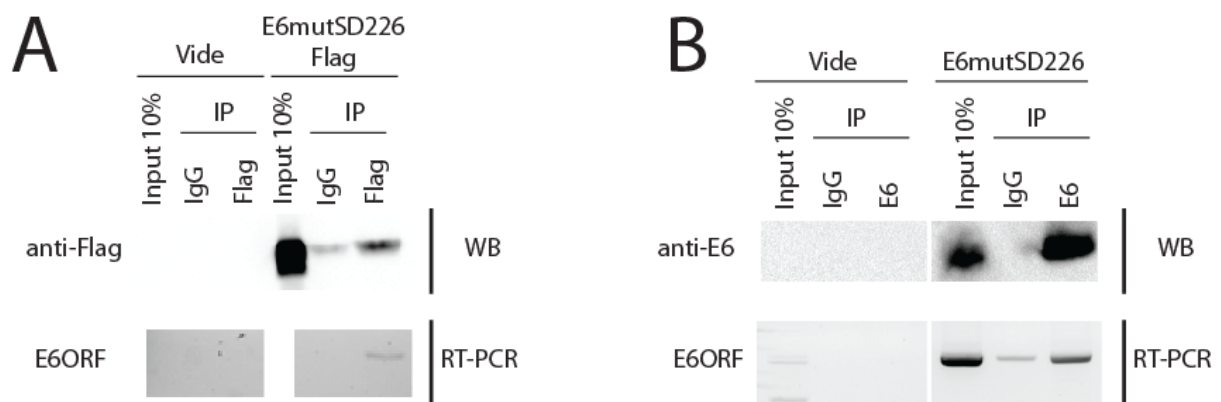 A
Vide
E6mutSD226
Flag
Input 10%
IP
IgG
Flag
Input 10%
IP
IgG
Flag
anti-Flag
WB
E6ORF
RT-PCR
B
Vide
E6mutSD226
Input 10%
IP
IgG
E6
Input 10%
IP
IgG
E6
anti-E6
WB
E6ORF
RT-PCR